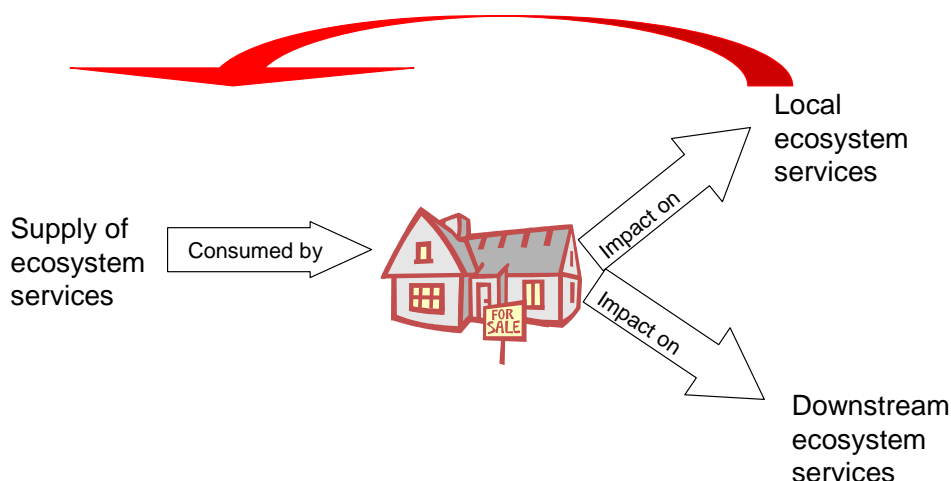 Local
ecosystem
services
Supply of
ecosystem
services
Consumed by
Impact on
FOR
SALE
Impact on
Downstream
ecosystem
services